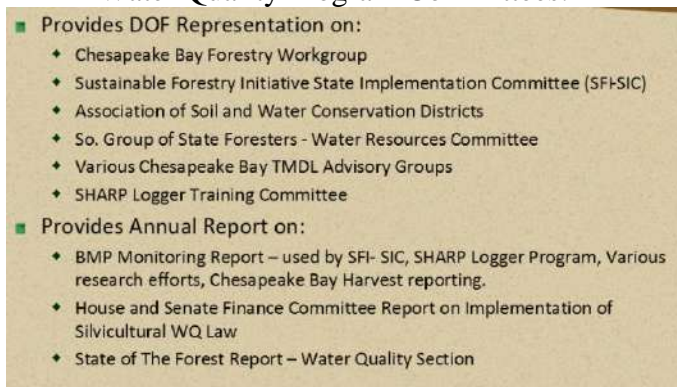 Water Quality Program Committees:
Provides DOF Representation on:
Chesapeake Bay Forestry Workgroup
Sustainable Forestry Initiative State Implementation Committee (SFI-SIC)
Association of Soil and Water Conservation Districts
So. Group of State Foresters - Water Resources Committee
Various Chesapeake Bay TMDL Advisory Groups
SHARP Logger Training Committee
Provides Annual Report on:
BMP Monitoring Report – used by SFI- SIC, SHARP Logger Program, Various
research efforts, Chesapeake Bay Harvest reporting.
House and Senate Finance Committee Report on Implementation of
Silvicultural WQ Law
State of The Forest Report – Water Quality Section